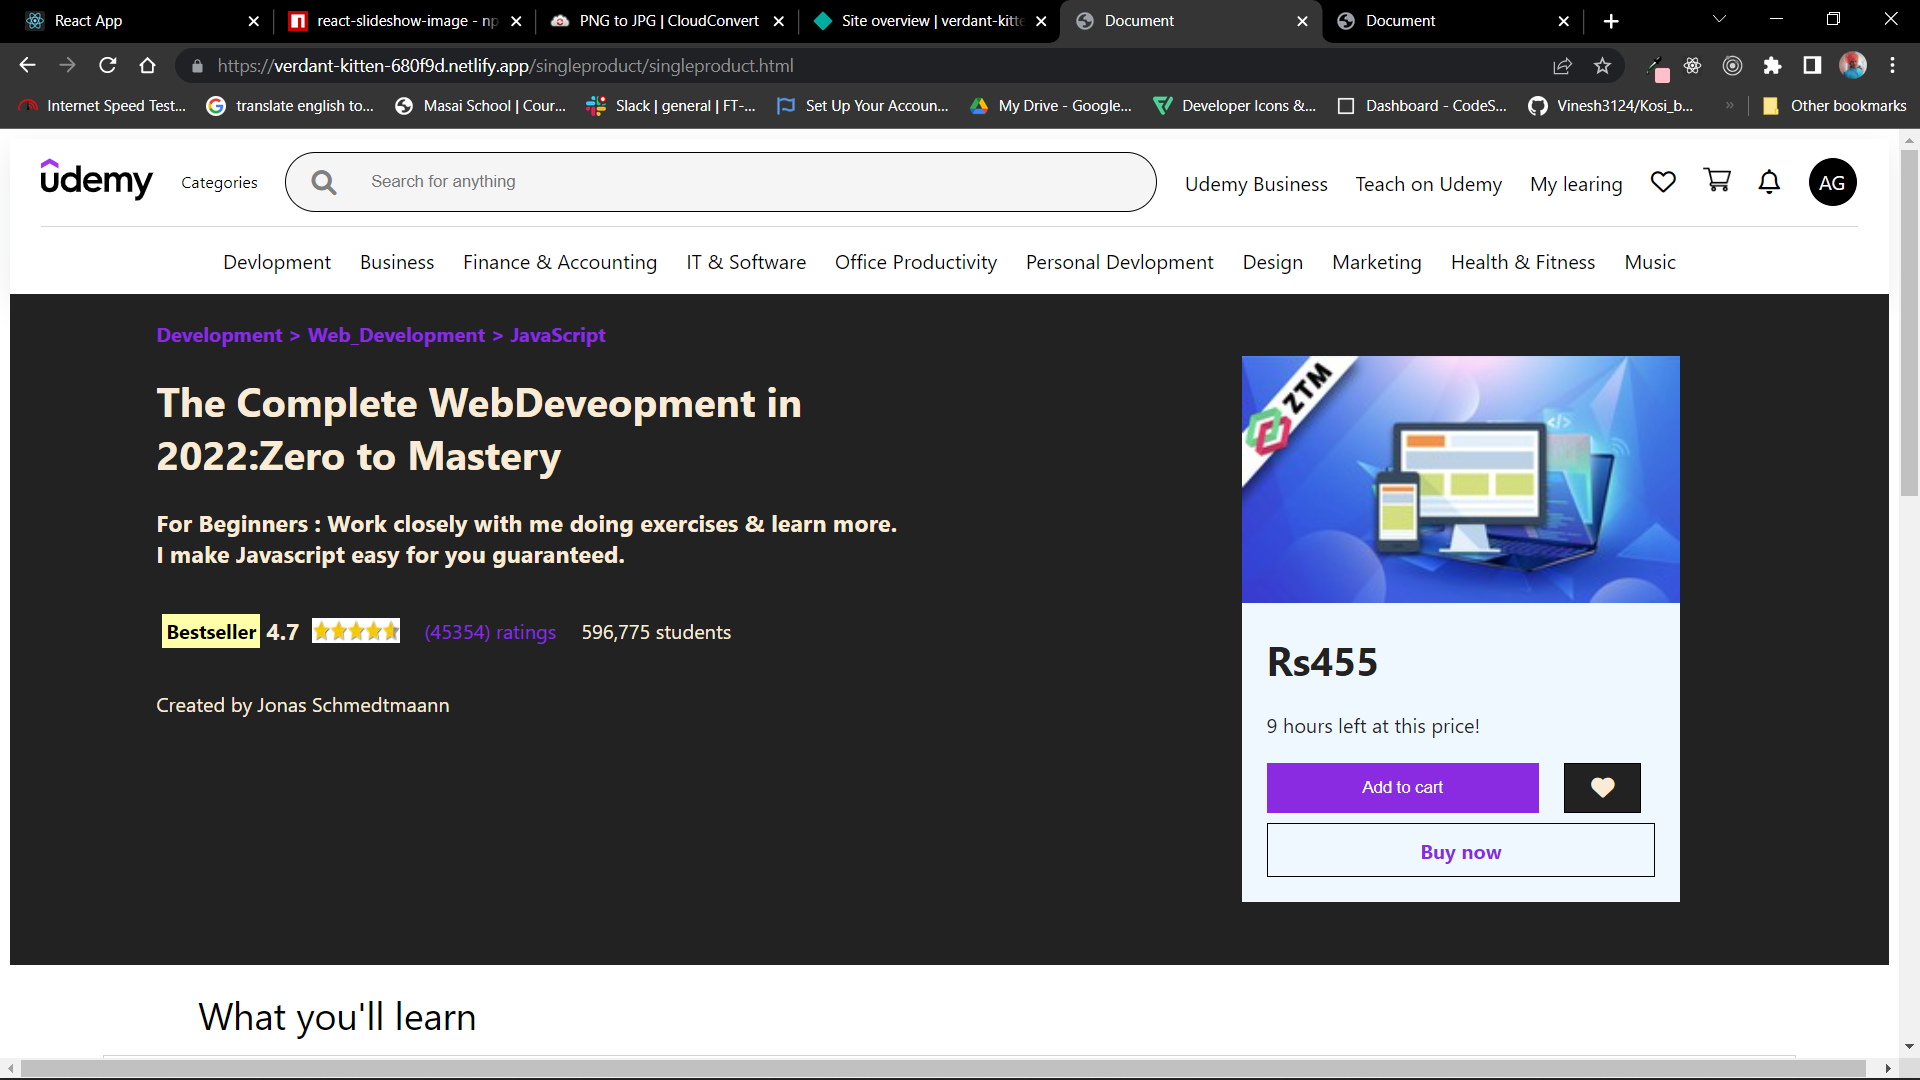 React App
react-slideshow-image - np
PNG to JPG | CloudConvert
Site overview | verdant-kitte
Document
Document
https://verdant-kitten-680f9d.netlify.app/singleproduct/singleproduct.html
Internet Speed Test...
translate english to...
Masai School | Cour...
Slack | general | FT-...
Set Up Your Accoun...
My Drive - Google...
Developer Icons &...
Dashboard - CodeS...
Vinesh3124/Kosi_b...
»
Other bookmarks
udemy
Categories
Search for anything
Udemy Business
Teach on Udemy
My learing
AG
Devlopment
Business
Finance & Accounting
IT & Software
Office Productivity
Personal Devlopment
Design
Marketing
Health & Fitness
Music
Development > Web_Development > JavaScript
The Complete WebDeveopment in
2022:Zero to Mastery
For Beginners : Work closely with me doing exercises & learn more.
I make Javascript easy for you guaranteed.
Bestseller 4.7 (45354) ratings 596,775 students
Created by Jonas Schmedtmaann
ZTM
</>
Rs455
9 hours left at this price!
Add to cart
Buy now
What you'll learn